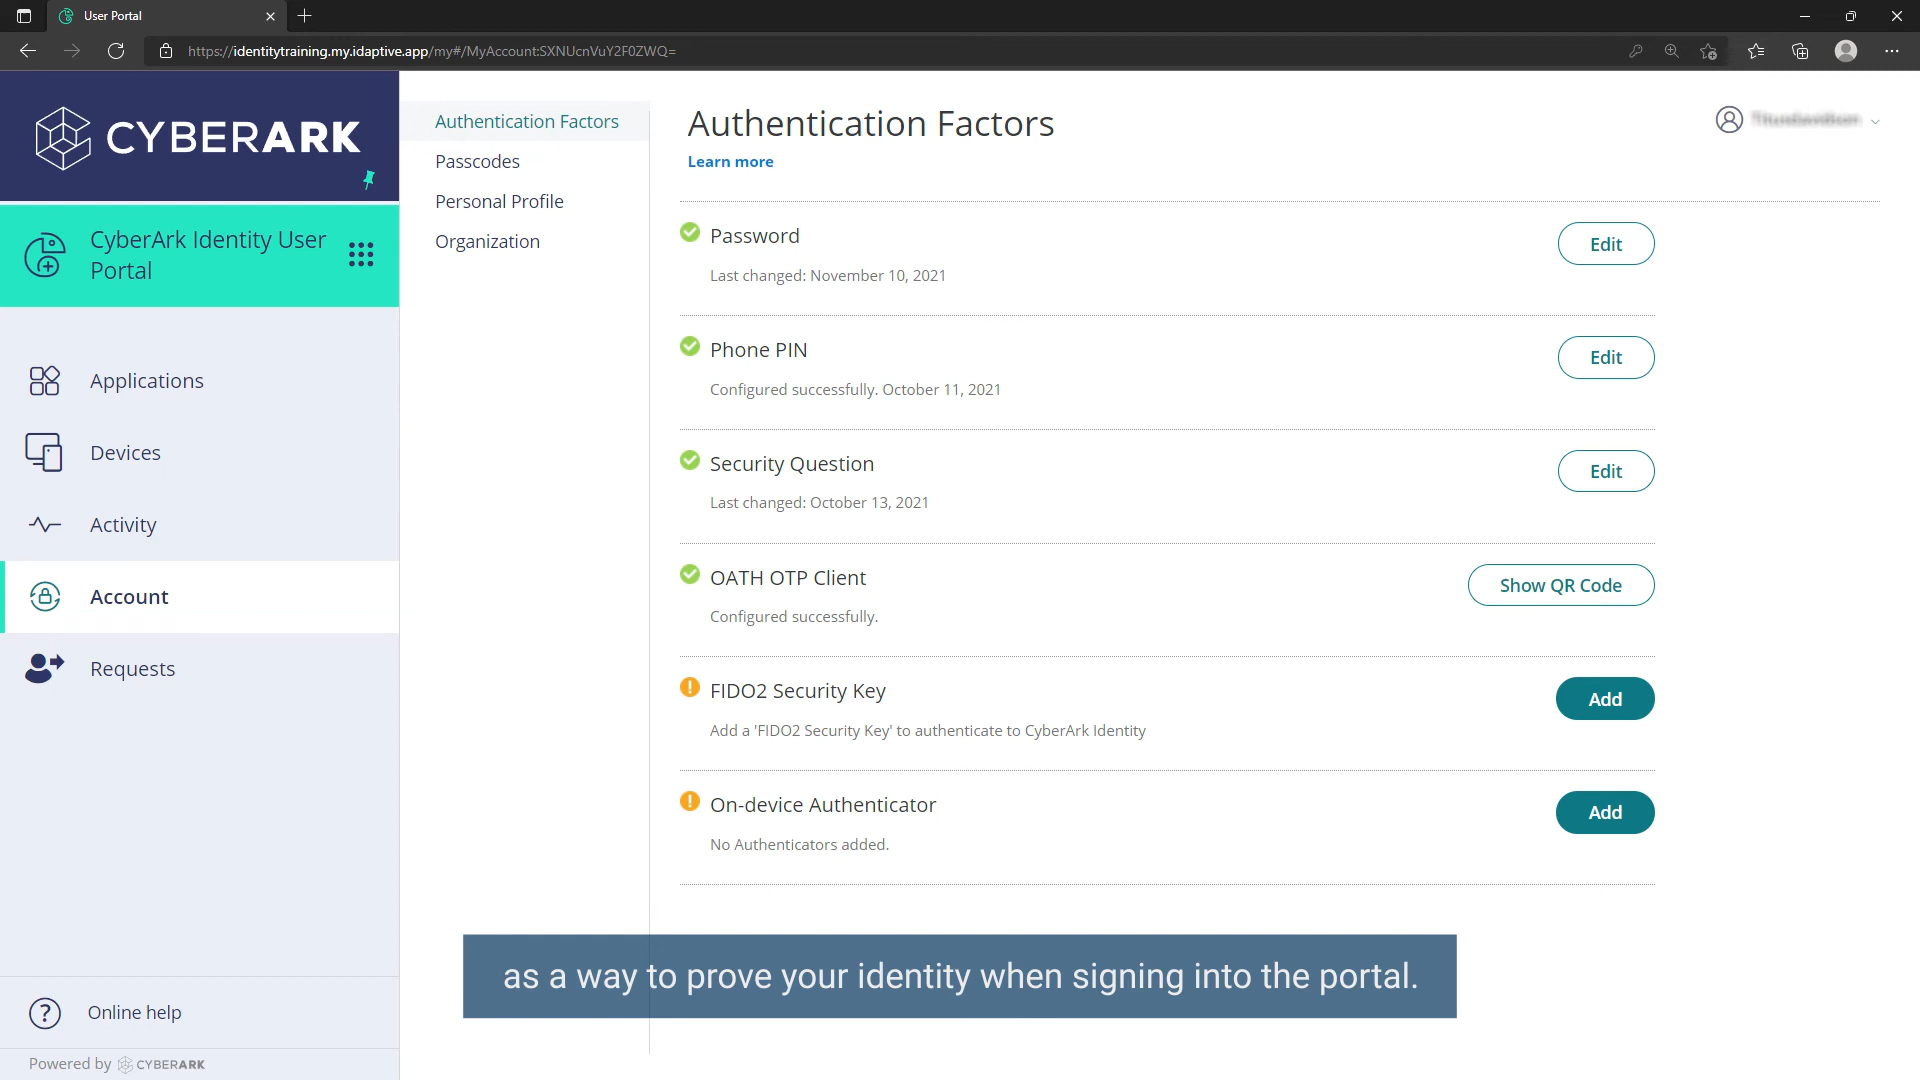 User Portal
https://identitytraining.my.idaptive.app/my#/MyAccount:SXNUcnVuY2F0ZWQ=
CYBERARK
CyberArk Identity User
Portal
Applications
Devices
Activity
Account
Requests
Online help
Powered by CYBERARK
Authentication Factors
Passcodes
Personal Profile
Organization
Authentication Factors
Learn more
Password
Edit
Last changed: November 10, 2021
Phone PIN
Edit
Configured successfully. October 11, 2021
Security Question
Edit
Last changed: October 13, 2021
OATH OTP Client
Show QR Code
Configured successfully.
FIDO2 Security Key
Add
Add a 'FIDO2 Security Key' to authenticate to CyberArk Identity
On-device Authenticator
Add
No Authenticators added.
as a way to prove your identity when signing into the portal.